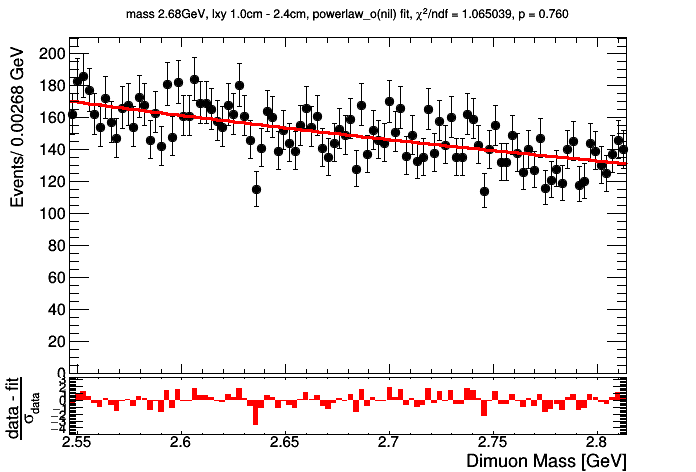 mass 2.68GeV, lxy 1.0cm - 2.4cm, powerlaw_o(nil) fit, χ²/ndf = 1.065039, p = 0.760
Events/ 0.00268 GeV
200
180
160
140
120
100
80
60
40
20
0
data - fit
σdata
2.55 2.6 2.65 2.7 2.75 2.8
Dimuon Mass [GeV]